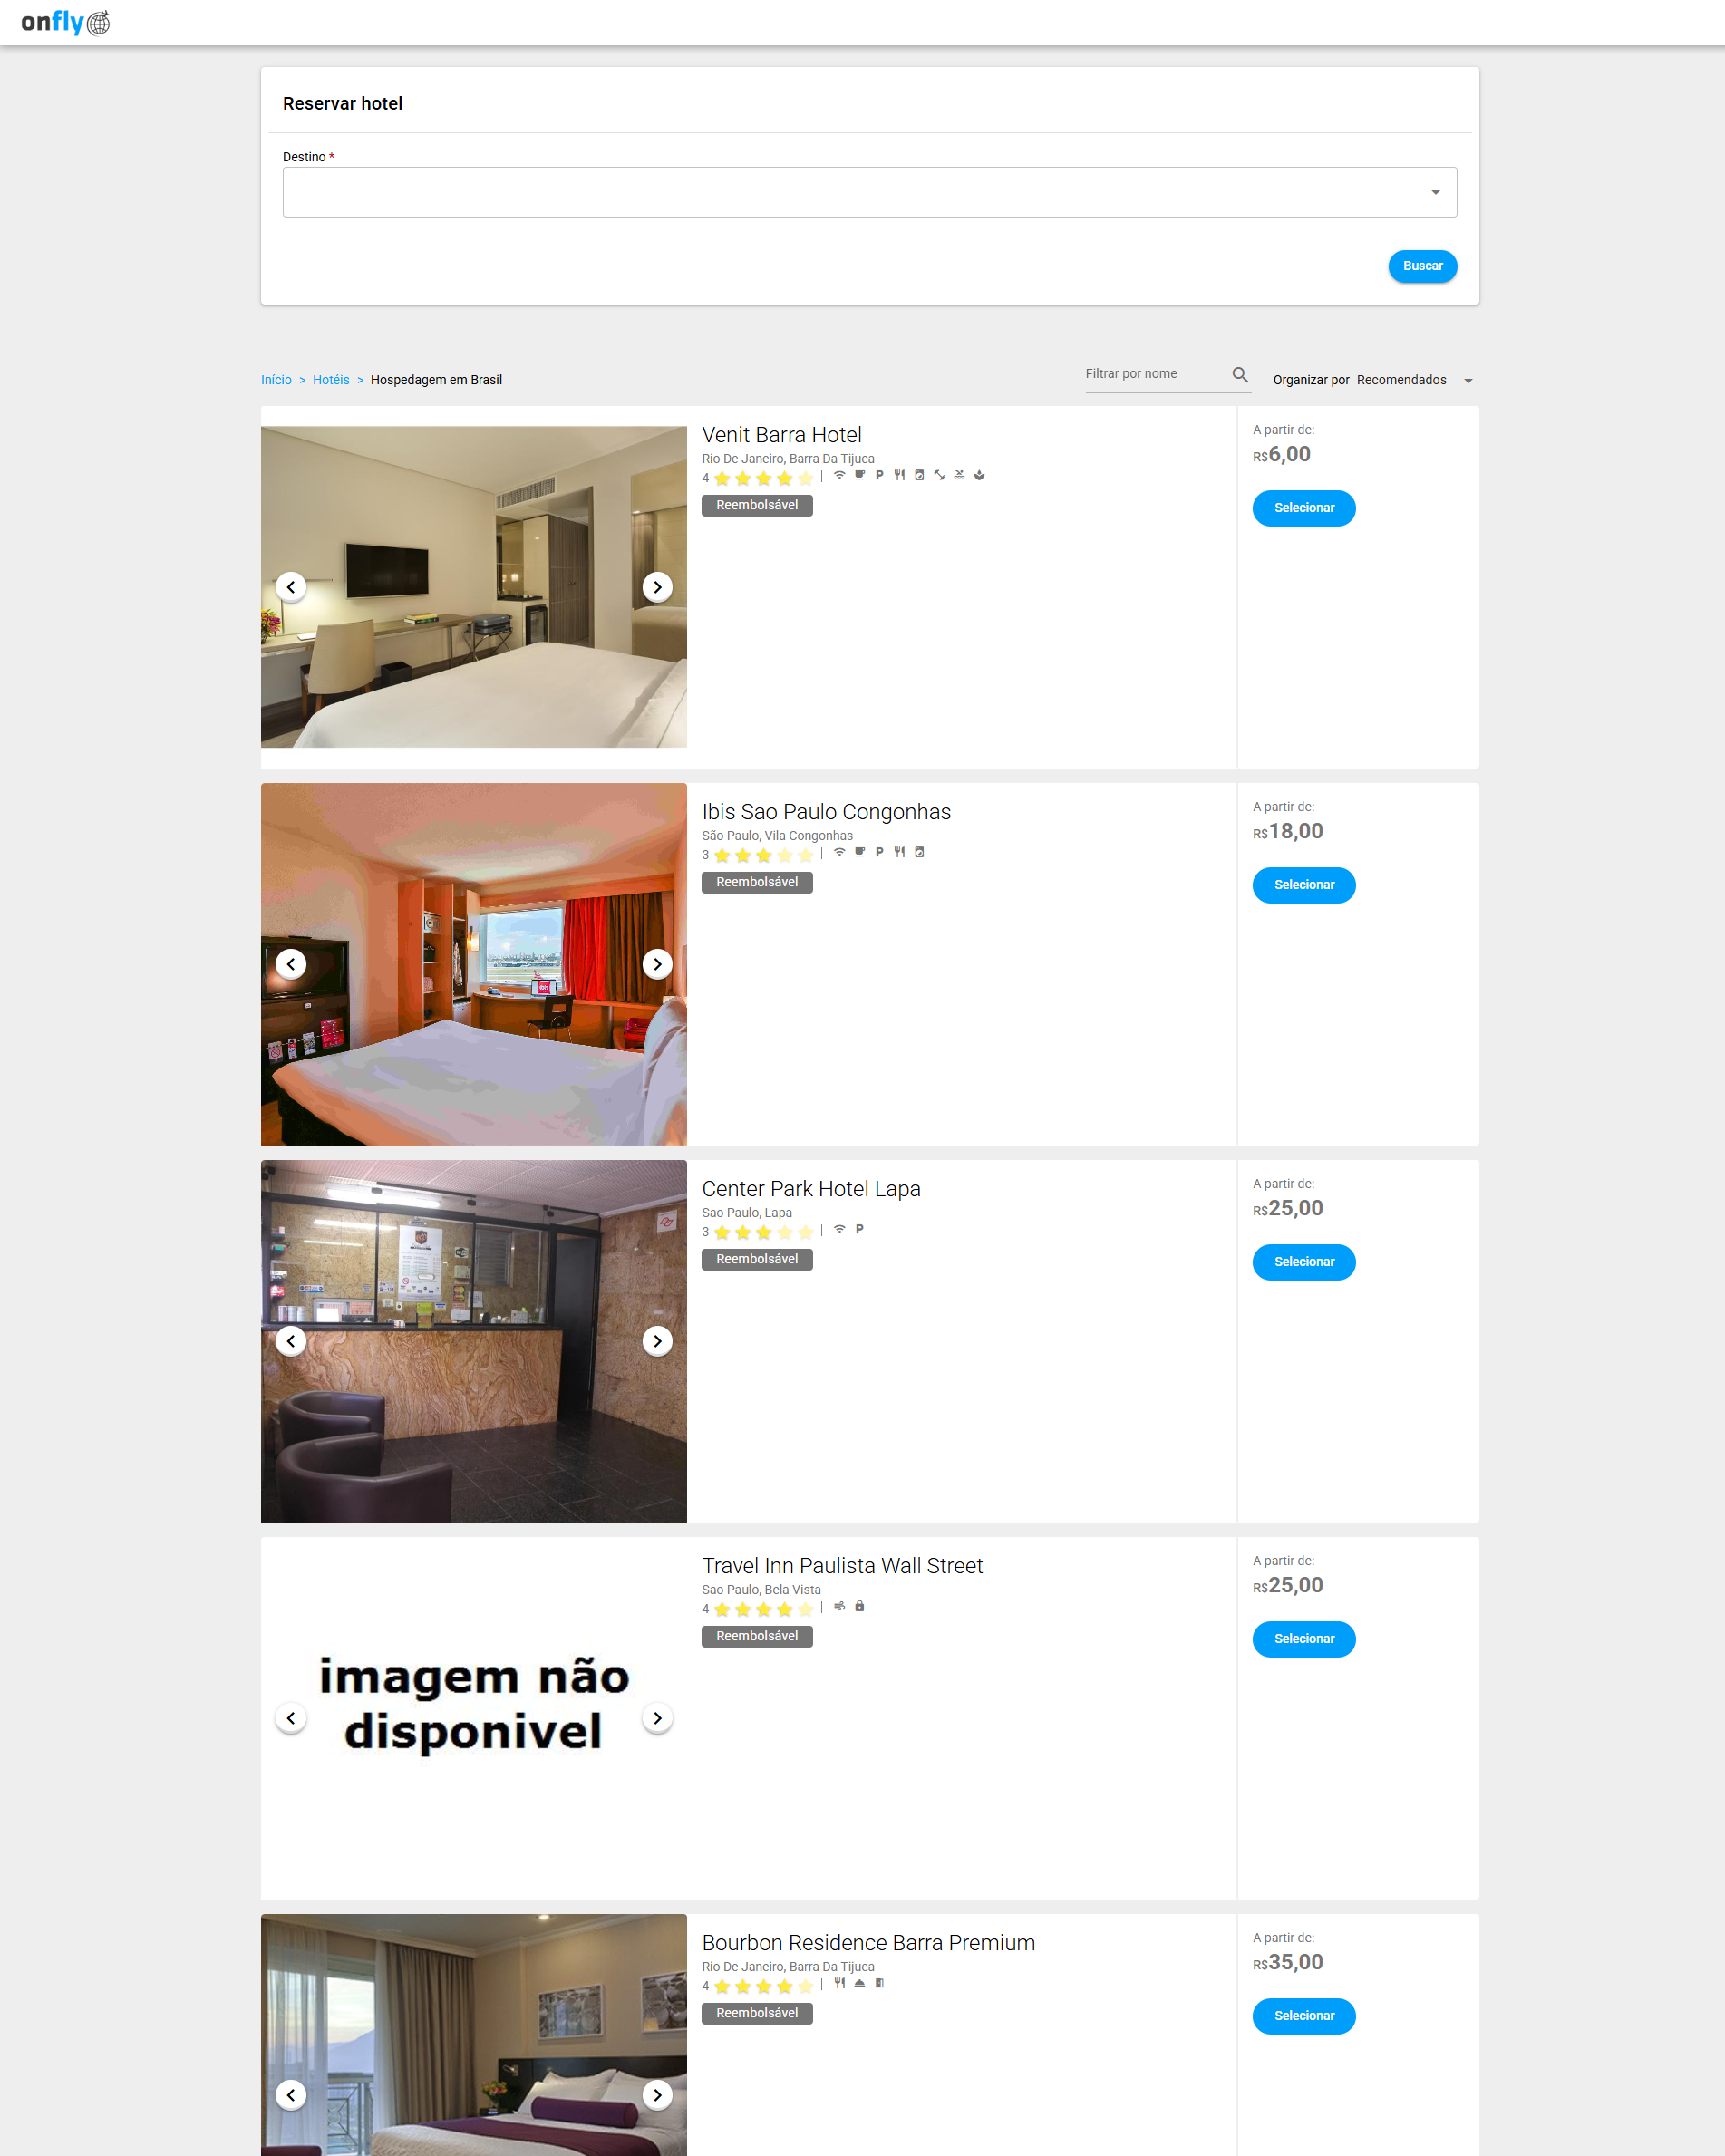 onfly
Reservar hotel
Destino *
Buscar
Início > Hotéis > Hospedagem em Brasil
Filtrar por nome
Organizar por Recomendados
Venit Barra Hotel
Rio De Janeiro, Barra Da Tijuca
4 |
Reembolsável
A partir de:
R$6,00
Selecionar
Ibis Sao Paulo Congonhas
São Paulo, Vila Congonhas
3 |
Reembolsável
A partir de:
R$18,00
Selecionar
Center Park Hotel Lapa
Sao Paulo, Lapa
3 |
Reembolsável
A partir de:
R$25,00
Selecionar
imagem não
disponivel
Travel Inn Paulista Wall Street
Sao Paulo, Bela Vista
4 |
Reembolsável
A partir de:
R$25,00
Selecionar
Bourbon Residence Barra Premium
Rio De Janeiro, Barra Da Tijuca
4 |
Reembolsável
A partir de:
R$35,00
Selecionar